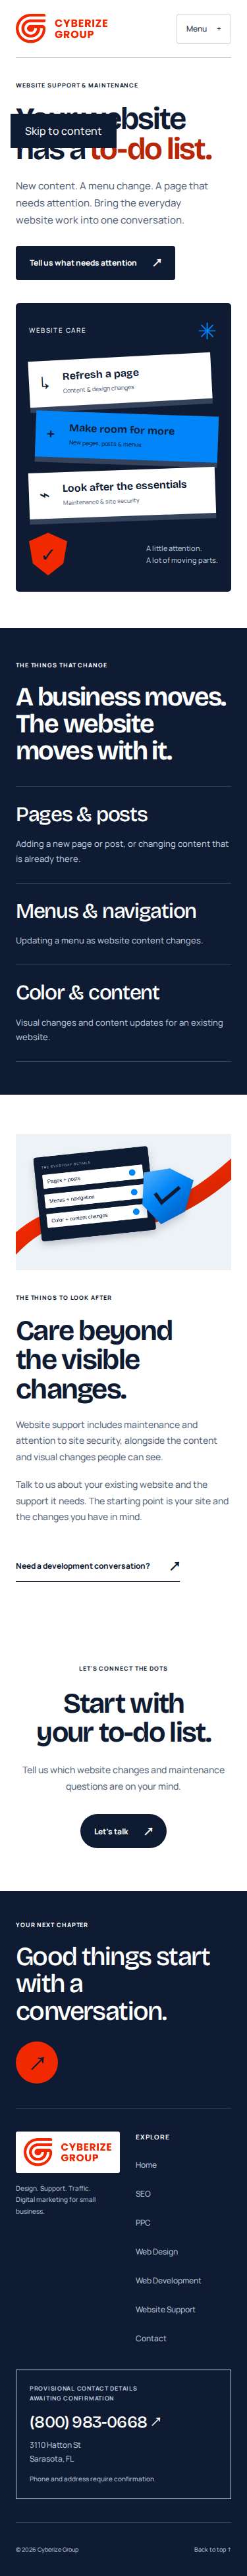 CYBERIZE
GROUP
Menu +
WEBSITE SUPPORT & MAINTENANCE
Your website
Skip to content
has a to-do list.
New content. A menu change. A page that
needs attention. Bring the everyday
website work into one conversation.
Tell us what needs attention ↗
WEBSITE CARE
Refresh a page
Content & design changes
+ Make room for more
New pages, posts & menus
Look after the essentials
Maintenance & site security
A little attention.
A lot of moving parts.
THE THINGS THAT CHANGE
A business moves.
The website
moves with it.
Pages & posts
Adding a new page or post, or changing content that
is already there.
Menus & navigation
Updating a menu as website content changes.
Color & content
Visual changes and content updates for an existing
website.
THE EVERYDAY DETAILS
Pages + posts
Menus + navigation
Color + content changes
THE THINGS TO LOOK AFTER
Care beyond
the visible
changes.
Website support includes maintenance and
attention to site security, alongside the content
and visual changes people can see.
Talk to us about your existing website and the
support it needs. The starting point is your site and
the changes you have in mind.
Need a development conversation? ↗
LET'S CONNECT THE DOTS
Start with
your to-do list.
Tell us which website changes and maintenance
questions are on your mind.
Let's talk ↗
YOUR NEXT CHAPTER
Good things start
with a
conversation.
↗
CYBERIZE
GROUP
Design. Support. Traffic.
Digital marketing for small
business.
EXPLORE
Home
SEO
PPC
Web Design
Web Development
Website Support
Contact
PROVISIONAL CONTACT DETAILS
AWAITING CONFIRMATION
(800) 983-0668 ↗
3110 Hatton St
Sarasota, FL
Phone and address require confirmation.
© 2026 Cyberize Group
Back to top ↑